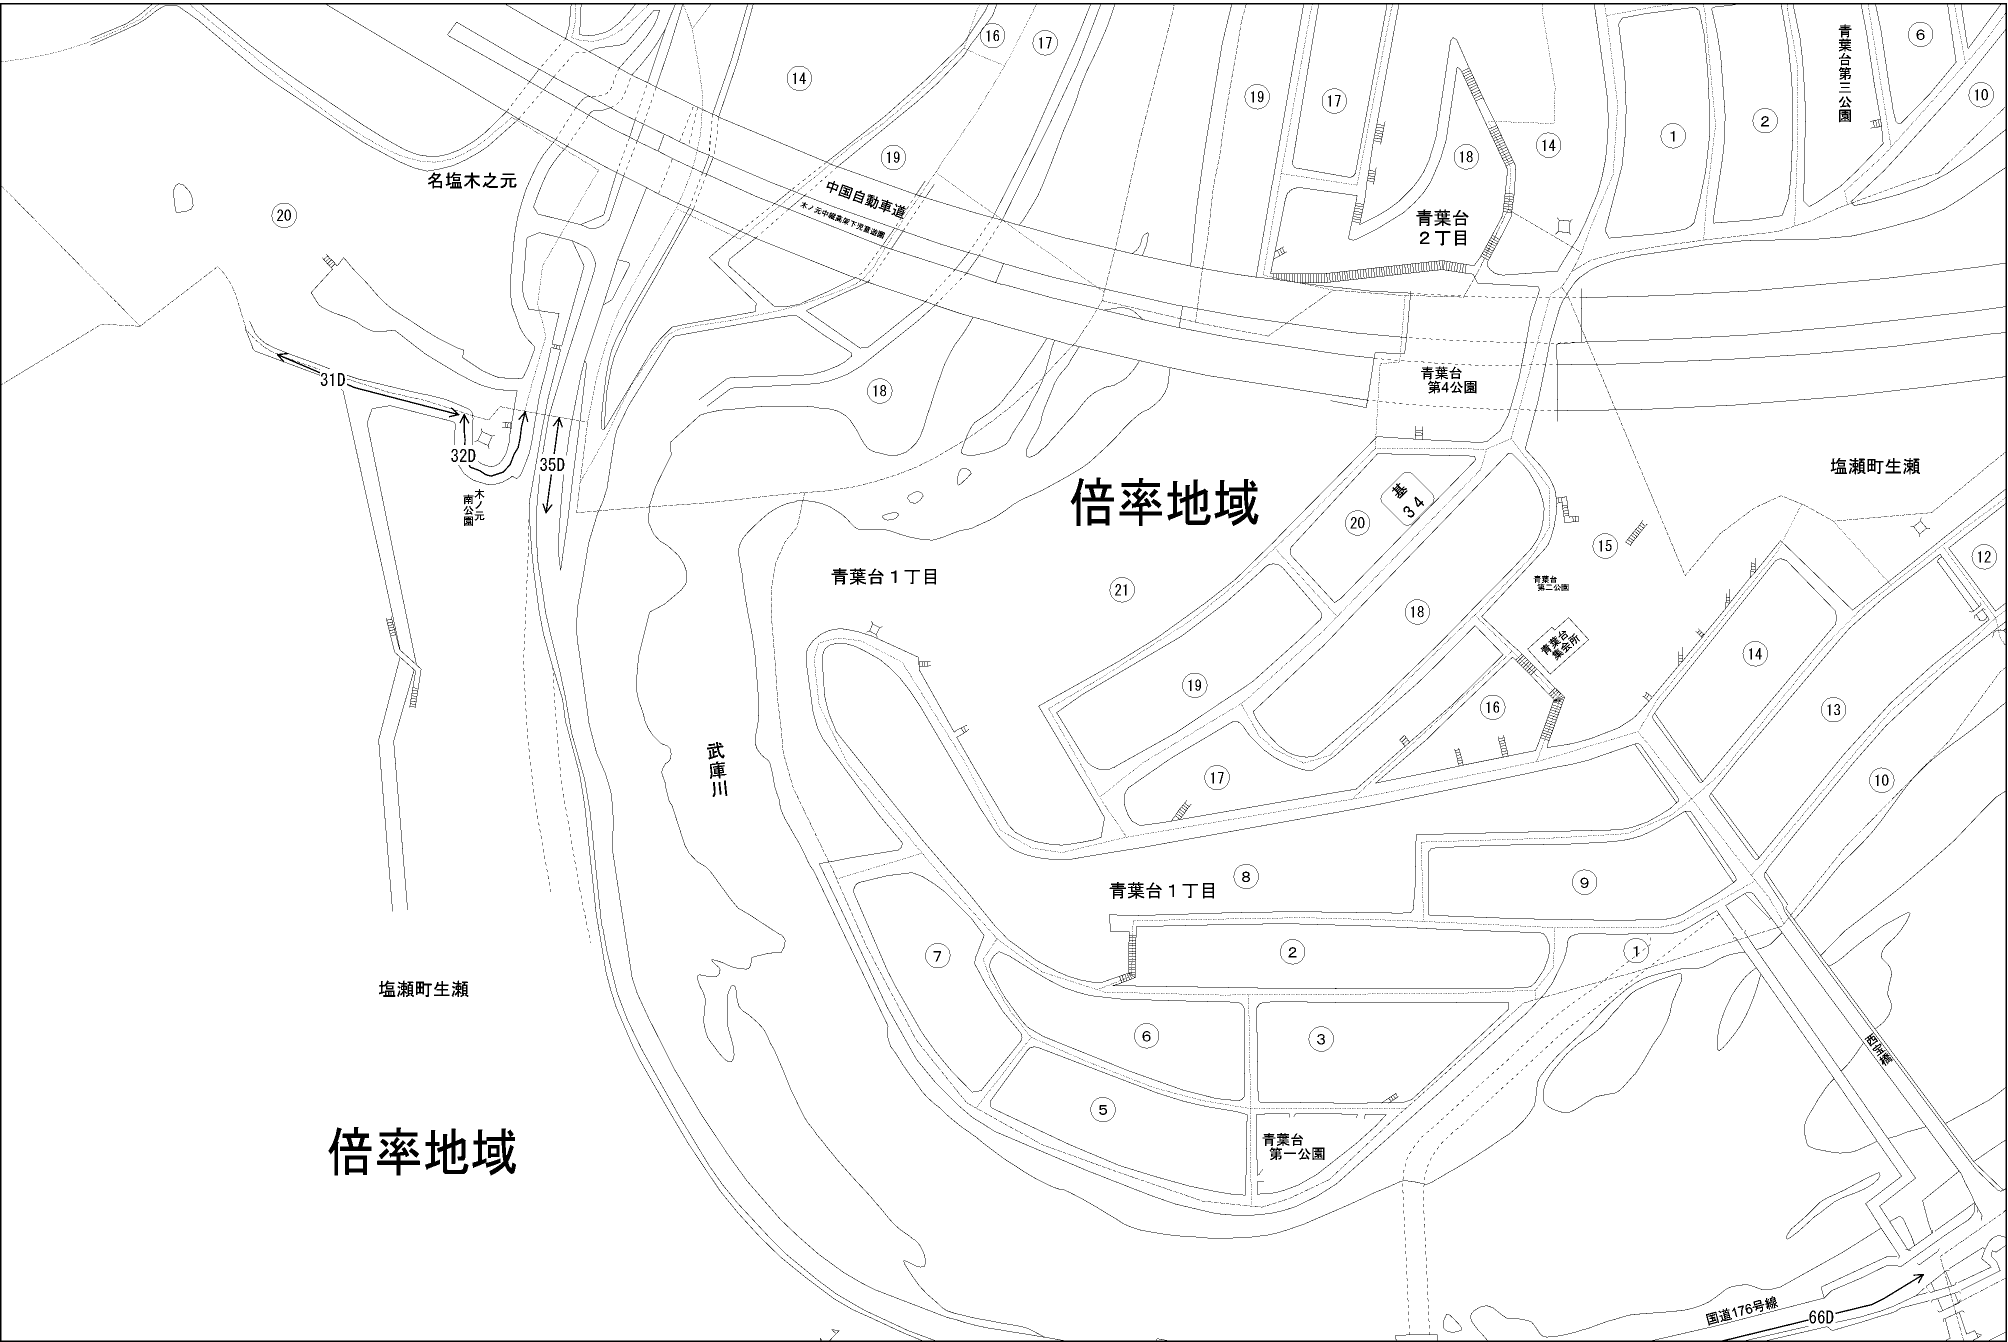 16
17
14
19
17
14
18
1
2
青葉台第三公園
6
10
19
名塩木之元
20
中国自動車道
青葉台
2丁目
31D
32D
35D
木ノ元
南公園
18
青葉台
第4公園
塩瀬町生瀬
倍率地域
基
34
20
15
12
青葉台1丁目
21
青葉台
第二公園
18
青葉台
集会所
14
19
16
13
武庫川
17
10
8
青葉台1丁目
9
7
2
1
塩瀬町生瀬
6
3
5
青葉台
第一公園
倍率地域
国道176号線
66D